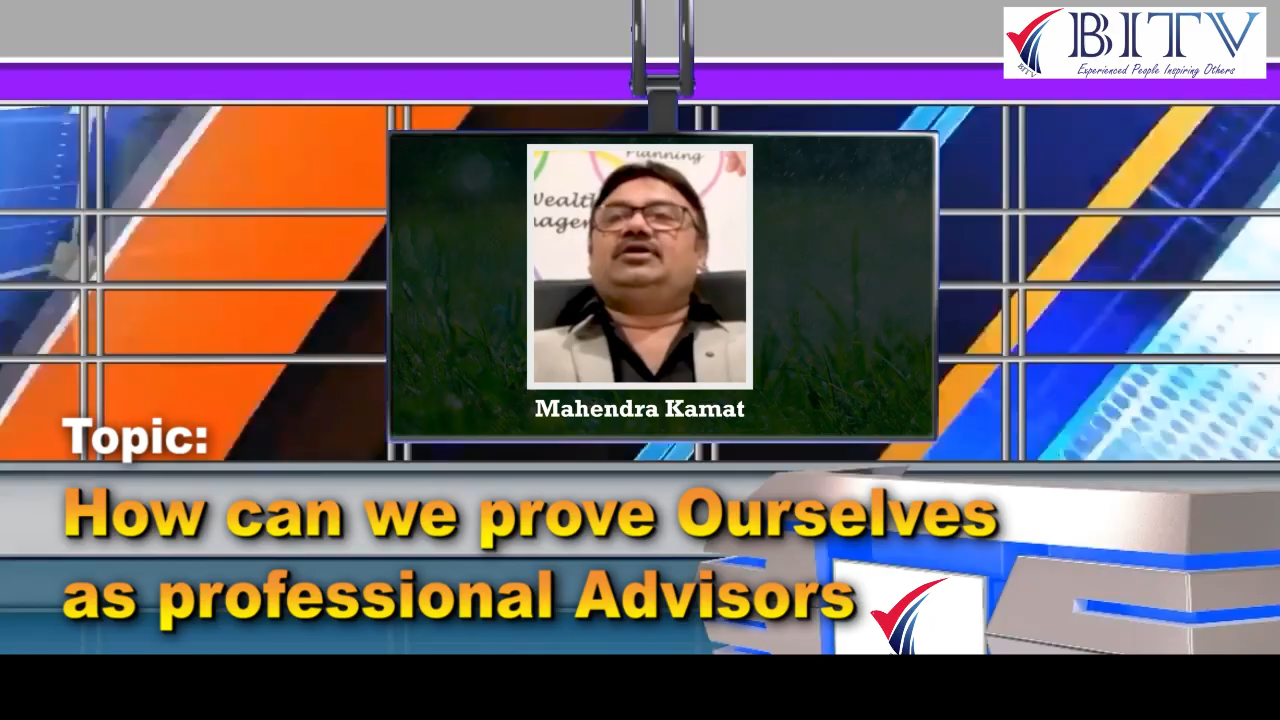 BITV
Experienced People Inspiring Others
Planning
Wealth
Mahendra Kamat
Topic:
How can we prove Ourselves
as professional Advisors